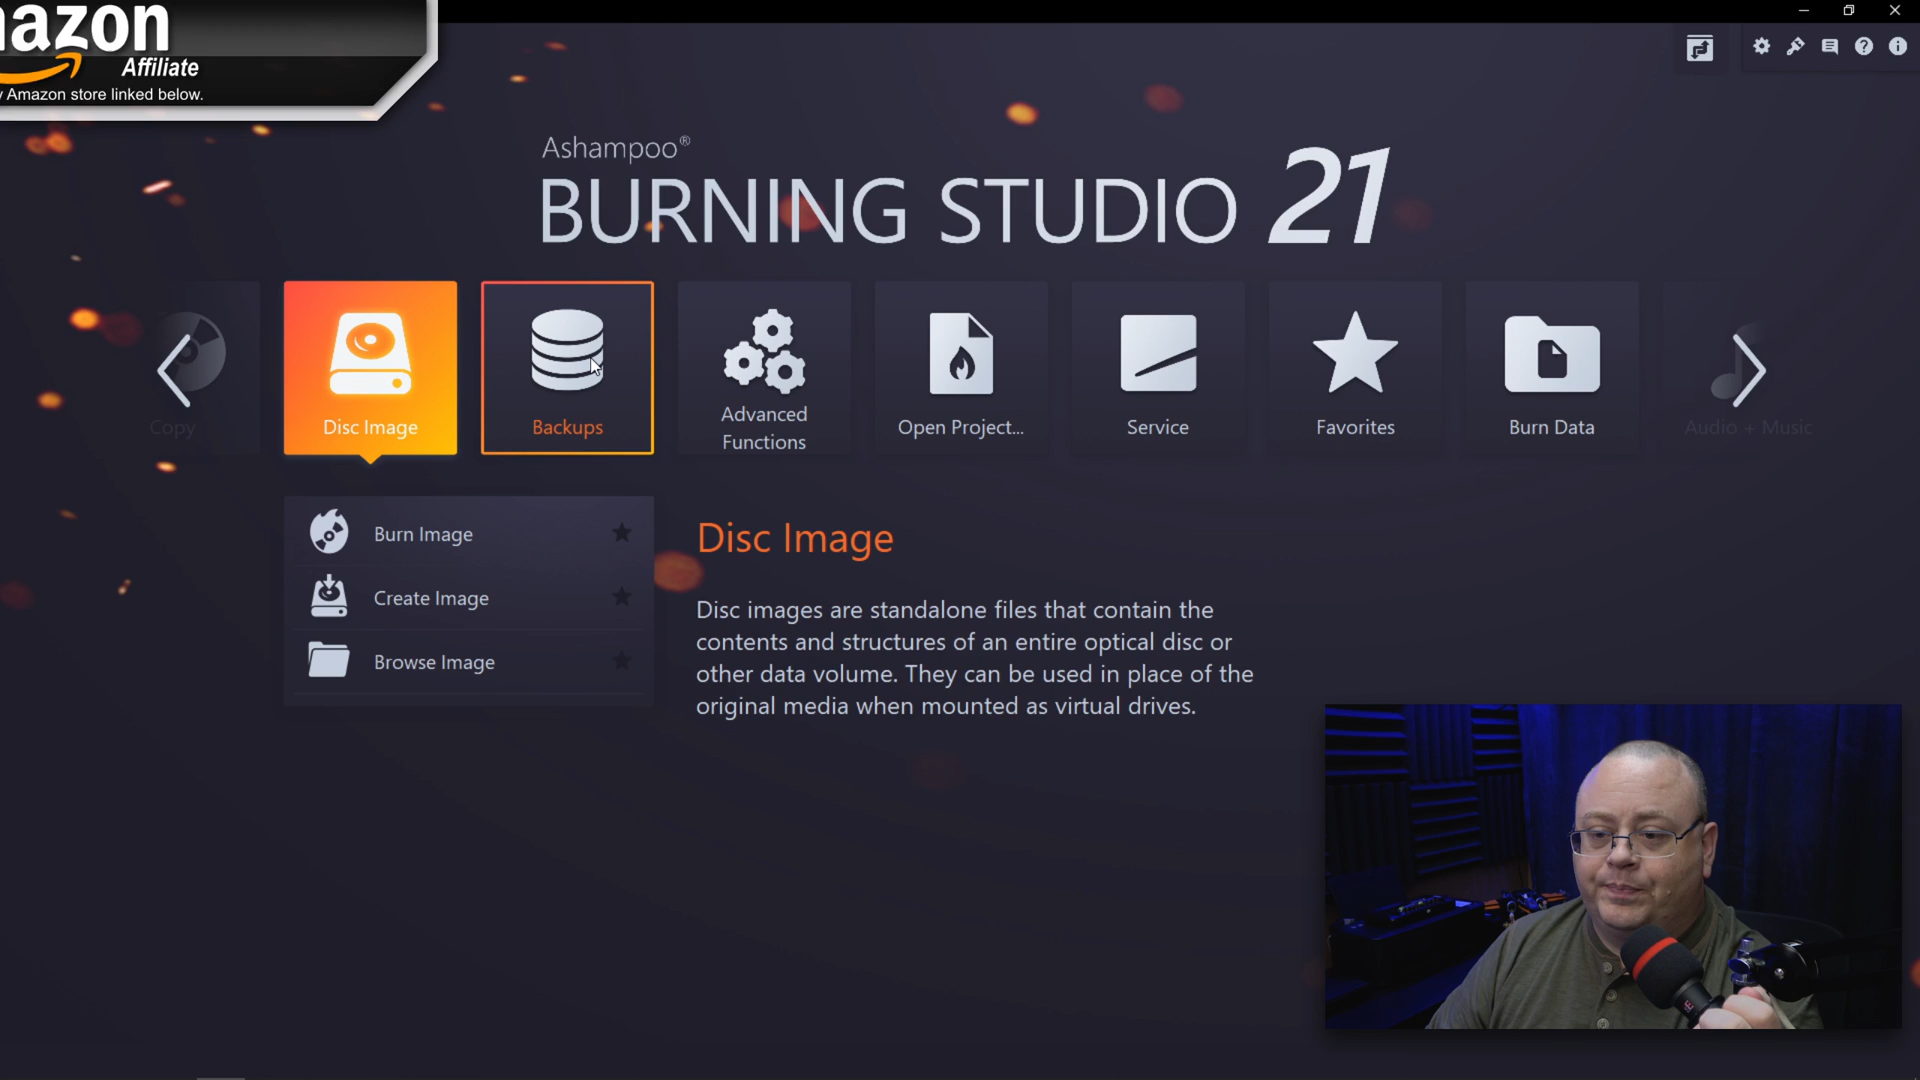 azon
Affiliate
Amazon store linked below.
Ashampoo®
BURNING STUDIO 21
Copy
Disc Image
Backups
Advanced
Functions
Open Project...
Service
Favorites
Burn Data
Audio + Music
Burn Image
Create Image
Browse Image
Disc Image
Disc images are standalone files that contain the
contents and structures of an entire optical disc or
other data volume. They can be used in place of the
original media when mounted as virtual drives.